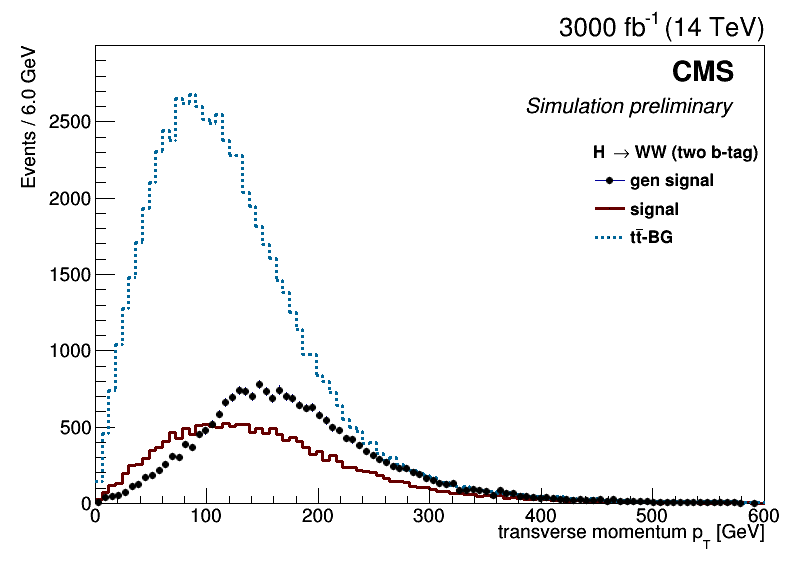 3000 fb⁻¹ (14 TeV)
CMS
Simulation preliminary
H → WW (two b-tag)
gen signal
signal
tt̄-BG
Events / 6.0 GeV
2500
2000
1500
1000
500
0
0 100 200 300 400 500 600
transverse momentum p_T [GeV]